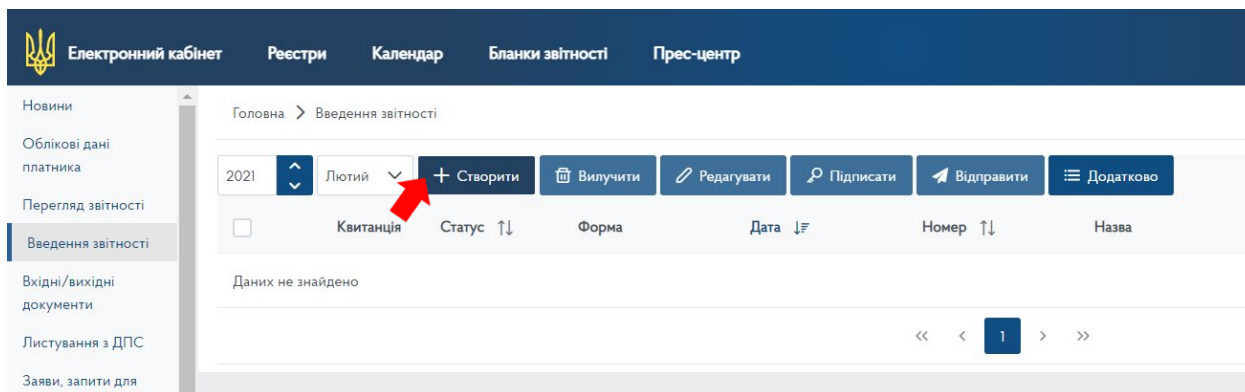 Електронний кабінет Реєстри Календар Бланки звітності Прес-центр
Новини
Облікові дані
платника
Перегляд звітності
Введення звітності
Вхідні/вихідні
документи
Листування з ДПС
Заяви, запити для
Головна > Введення звітності
2021 Лютий + Створити Вилучити Редагувати Підписати Відправити Додатково
Квитанція Статус Форма Дата Номер Назва
Даних не знайдено
<< < 1 > >>